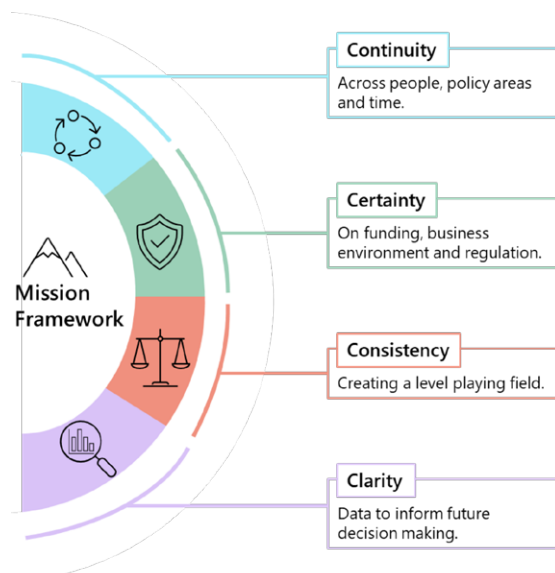 Continuity
Across people, policy areas
and time.
Certainty
On funding, business
environment and regulation.
Mission
Framework
Consistency
Creating a level playing field.
Clarity
Data to inform future
decision making.